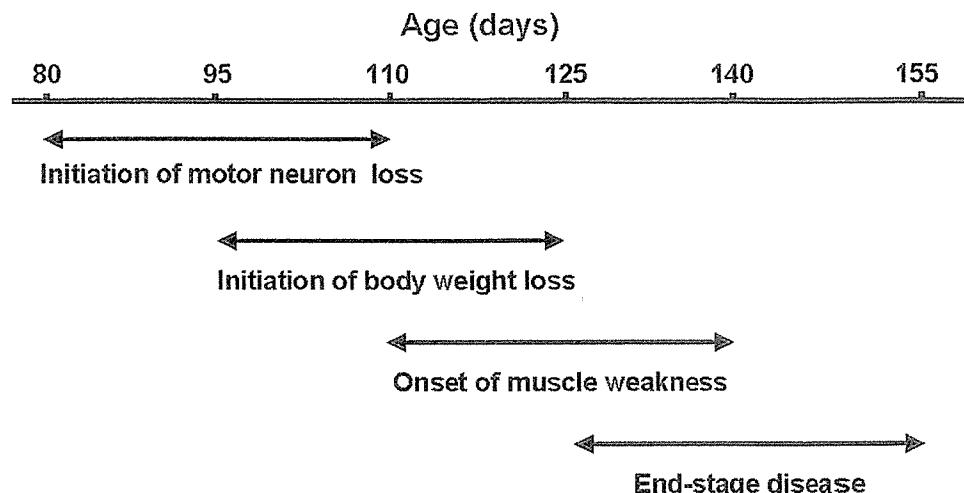 Age (days)
80 95 110 125 140 155
Initiation of motor neuron loss
Initiation of body weight loss
Onset of muscle weakness
End-stage disease